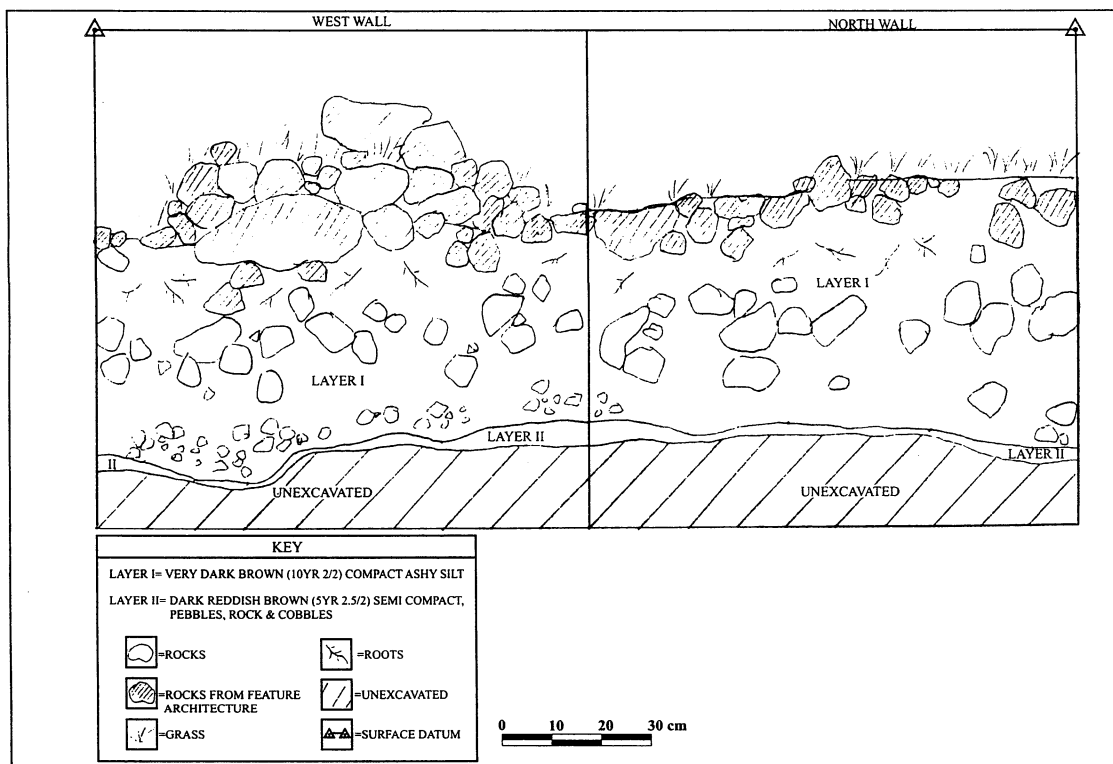 WEST WALL
NORTH WALL
LAYER I
LAYER I
LAYER II
II
LAYER II
UNEXCAVATED
UNEXCAVATED
KEY
LAYER I= VERY DARK BROWN (10YR 2/2) COMPACT ASHY SILT
LAYER II= DARK REDDISH BROWN (5YR 2.5/2) SEMI COMPACT,
PEBBLES, ROCK & COBBLES
=ROCKS
=ROOTS
=ROCKS FROM FEATURE
ARCHITECTURE
=UNEXCAVATED
=GRASS
=SURFACE DATUM
0 10 20 30 cm